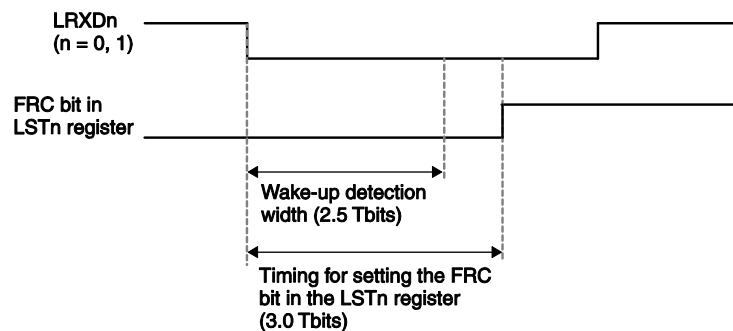 LRXDn
(n = 0, 1)
FRC bit in
LSTn register
Wake-up detection
width (2.5 Tbits)
Timing for setting the FRC
bit in the LSTn register
(3.0 Tbits)